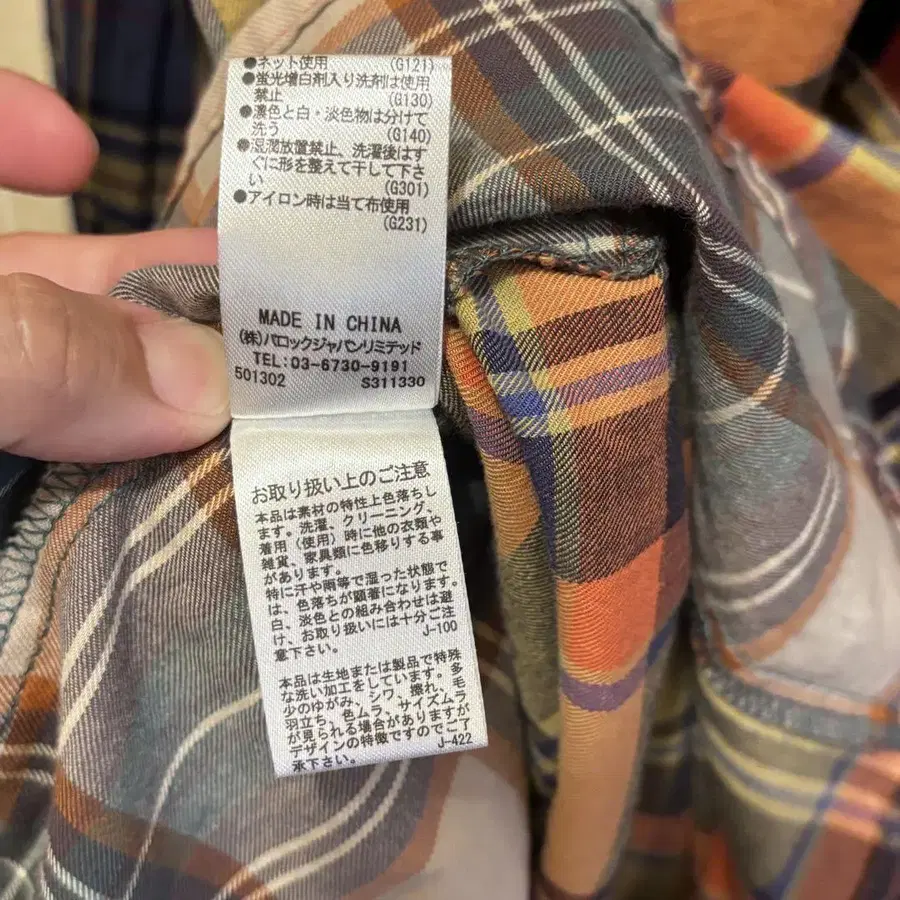 ●ネット使用 (G121)
●蛍光増白剤入り洗剤は使用
禁止 (G130)
●濃色と白・淡色物は分けて
洗う (G140)
●湿潤放置禁止、洗濯後はす
ぐに形を整えて干して下さ
い (G301)
●アイロン時は当て布使用
(G231)
MADE IN CHINA
(株)バロックジャパンリミテッド
TEL:03-6730-9191
501302 S311330
お取り扱い上のご注意
本品は素材の特性上色落ちし
ます。洗濯、クリーニング、
着用(使用)時に他の衣類や
雑貨、家具類に色移りする事
があります。
特に汗や雨等で湿った状態で
は、色落ちが顕著になります。
白、淡色との組み合わせは避
け、お取り扱いには十分ご注
意下さい。 J-100
本品は生地または製品で特殊
な洗い加工をしています。多
少のゆがみ、シワ、擦れ、毛
羽立ち、色ムラ、サイズムラ
が見られる場合がありますが
デザインの特徴ですのでご了
承下さい。 J-422